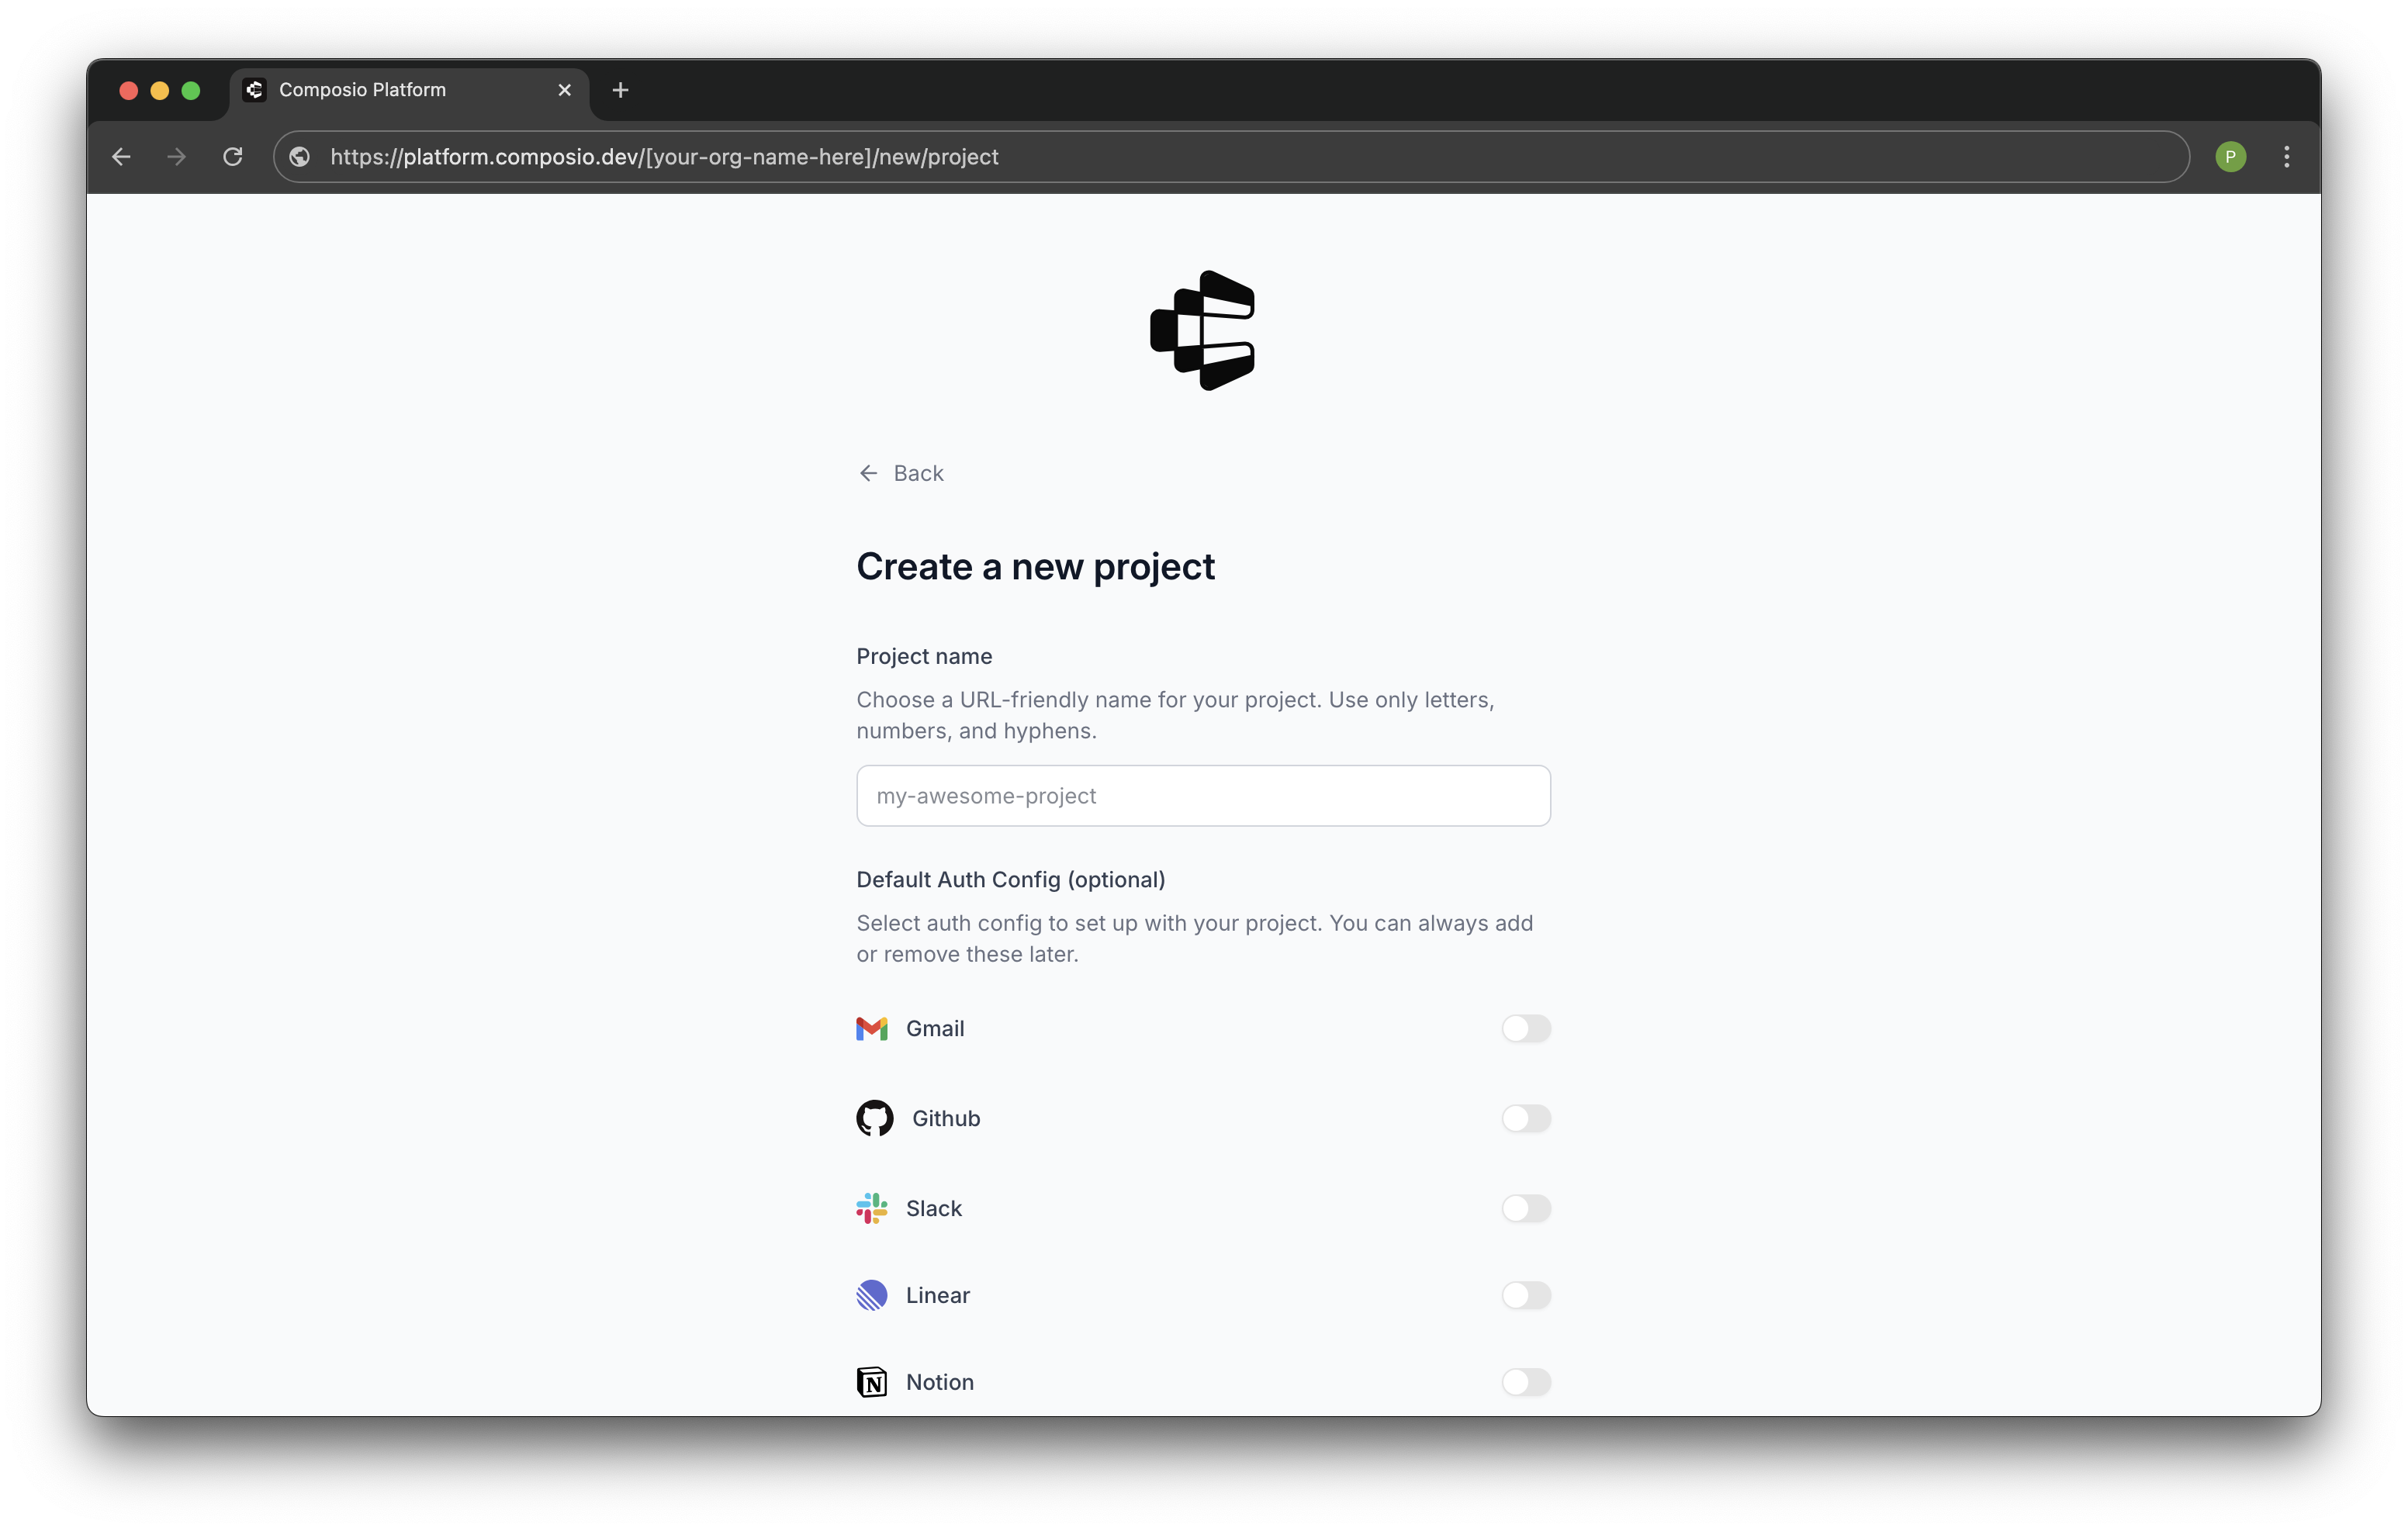 Composio Platform
https://platform.composio.dev/[your-org-name-here]/new/project
P
Back
Create a new project
Project name
Choose a URL-friendly name for your project. Use only letters,
numbers, and hyphens.
my-awesome-project
Default Auth Config (optional)
Select auth config to set up with your project. You can always add
or remove these later.
Gmail
Github
Slack
Linear
N Notion